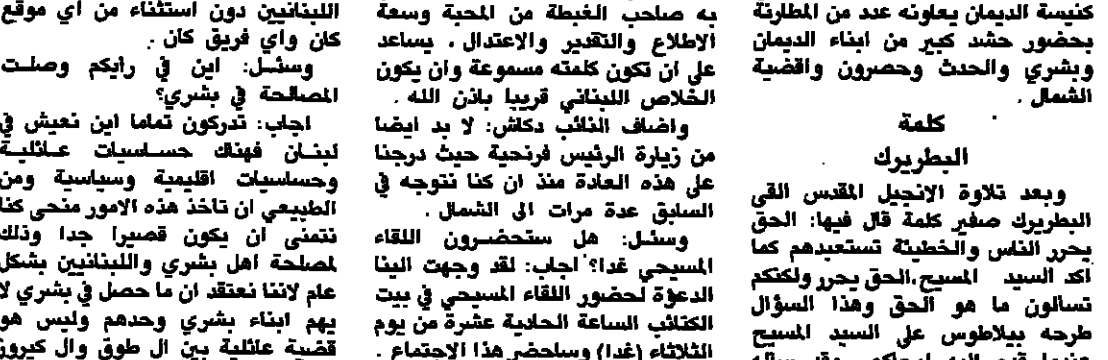 كنيسة الديمان يعاونه عدد من المطارنة
بحضور حشد كبير من ابناء الديمان
وبشري والحدث وحصرون واقضية
الشمال .
كلمة
البطريرك
وبعد تلاوة الانجيل المقدس القى
البطريرك صفير كلمة قال فيها: الحق
يحرر الناس والخطيئة تستعبدهم كما
اكد السيد المسيح،الحق يحرر ولكنكم
تسالون ما هو الحق وهذا السؤال
طرحه بيلاطوس على السيد المسيح
به صاحب الغبطة من المحبة وسعة
الاطلاع والتقدير والاعتدال ، يساعد
على ان تكون كلمته مسموعة وان يكون
الخلاص اللبناني قريبا باذن الله .
واضاف النائب دكاش: لا بد ايضا
من زيارة الرئيس فرنجية حيث درجنا
على هذه العادة منذ ان كنا نتوجه في
السابق عدة مرات الى الشمال .
وسئل: هل ستحضرون اللقاء
المسيحي غدا؟ اجاب: لقد وجهت الينا
الدعوة لحضور اللقاء المسيحي في بيت
الكتائب الساعة الحادية عشرة من يوم
الثلاثاء (غدا) وساحضر هذا الاجتماع .
اللبنانيين دون استثناء من اي موقع
كان واي فريق كان .
وسئل: اين في رايكم وصلت
المصالحة في بشري؟
اجاب: تدركون تماما اين نعيش في
لبنان فهناك حساسيات عائلية
وحساسيات اقليمية وسياسية ومن
الطبيعي ان تاخذ هذه الامور منحى كنا
نتمنى ان يكون قصيرا جدا وذلك
لمصلحة اهل بشري واللبنانيين بشكل
عام لاننا نعتقد ان ما حصل في بشري لا
يهم ابناء بشري وحدهم وليس هو
قضية عائلية بين ال طوق وال كيروز